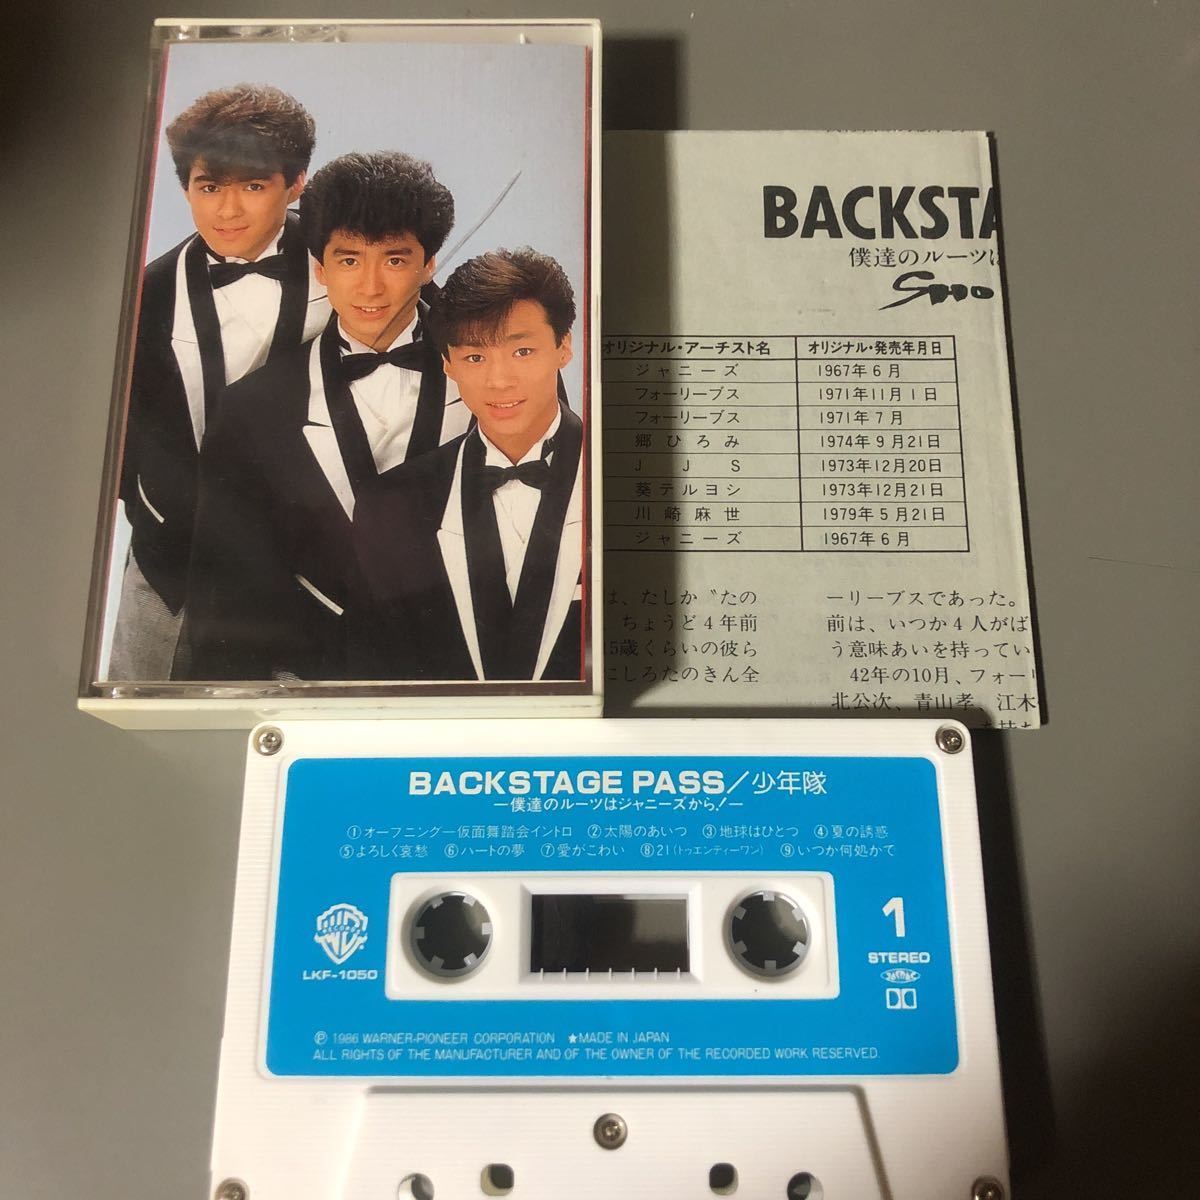 BACKSTA
僕達のルーツは
SHO
オリジナル・アーチスト名 オリジナル・発売年月日
ジャニーズ 1967年6月
フォーリーブス 1971年11月1日
フォーリーブス 1971年7月
郷ひろみ 1974年9月21日
JJS 1973年12月20日
葵テルヨシ 1973年12月21日
川崎麻世 1979年5月21日
ジャニーズ 1967年6月
は、たしか〝たの
ちょうど4年前
15歳くらいの彼ら
にしろたのきん全
ーリーブスであった。
前は、いつか4人がば
う意味あいを持ってい
42年の10月、フォーリ
北公次、青山孝、江木
BACKSTAGE PASS/少年隊
―僕達のルーツはジャニーズから!―
①オープニング―仮面舞踏会イントロ ②太陽のあいつ ③地球はひとつ ④夏の誘惑
⑤よろしく哀愁 ⑥ハートの夢 ⑦愛がこわい ⑧21(トゥエンティーワン) ⑨いつか何処かで
WB RECORDS
LKF-1050
1
STEREO
℗ 1986 WARNER-PIONEER CORPORATION ★MADE IN JAPAN
ALL RIGHTS OF THE MANUFACTURER AND OF THE OWNER OF THE RECORDED WORK RESERVED.